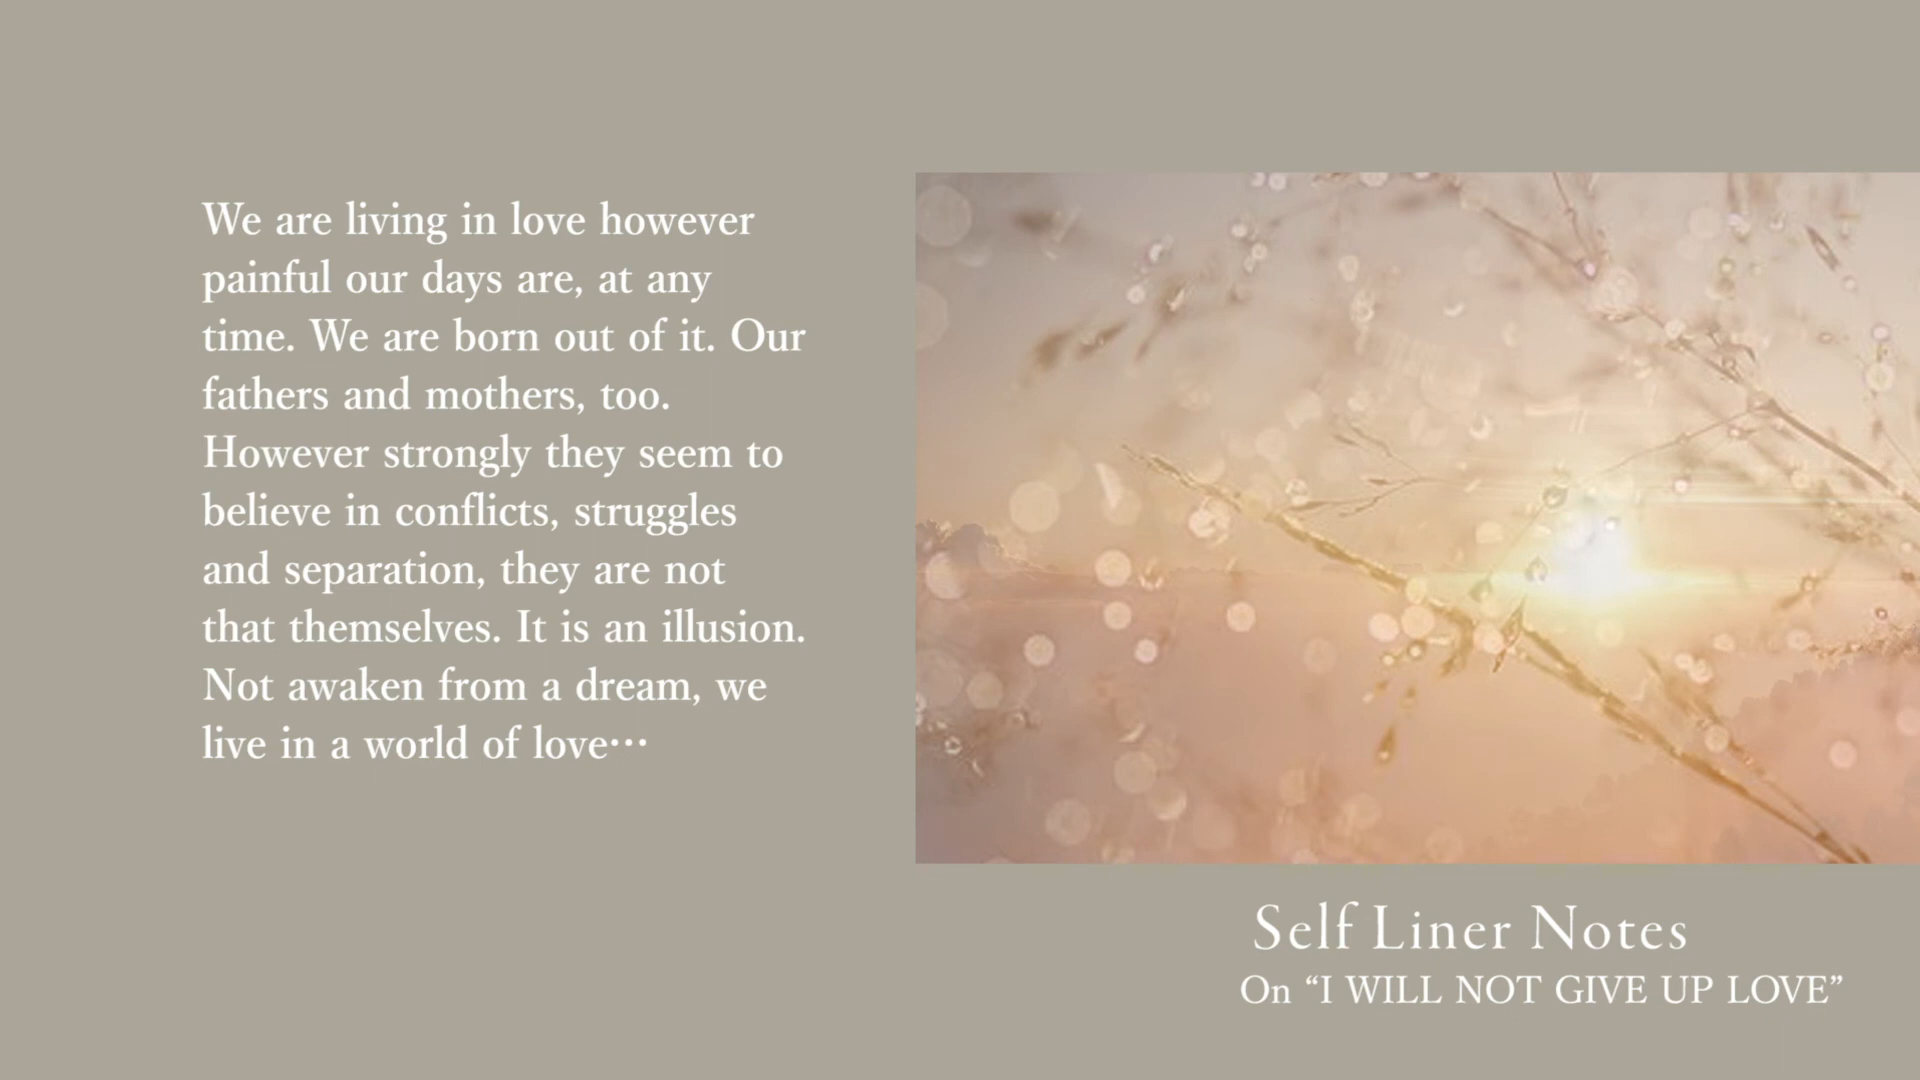 We are living in love however
painful our days are, at any
time. We are born out of it. Our
fathers and mothers, too.
However strongly they seem to
believe in conflicts, struggles
and separation, they are not
that themselves. It is an illusion.
Not awaken from a dream, we
live in a world of love⋯
Self Liner Notes
On “I WILL NOT GIVE UP LOVE”